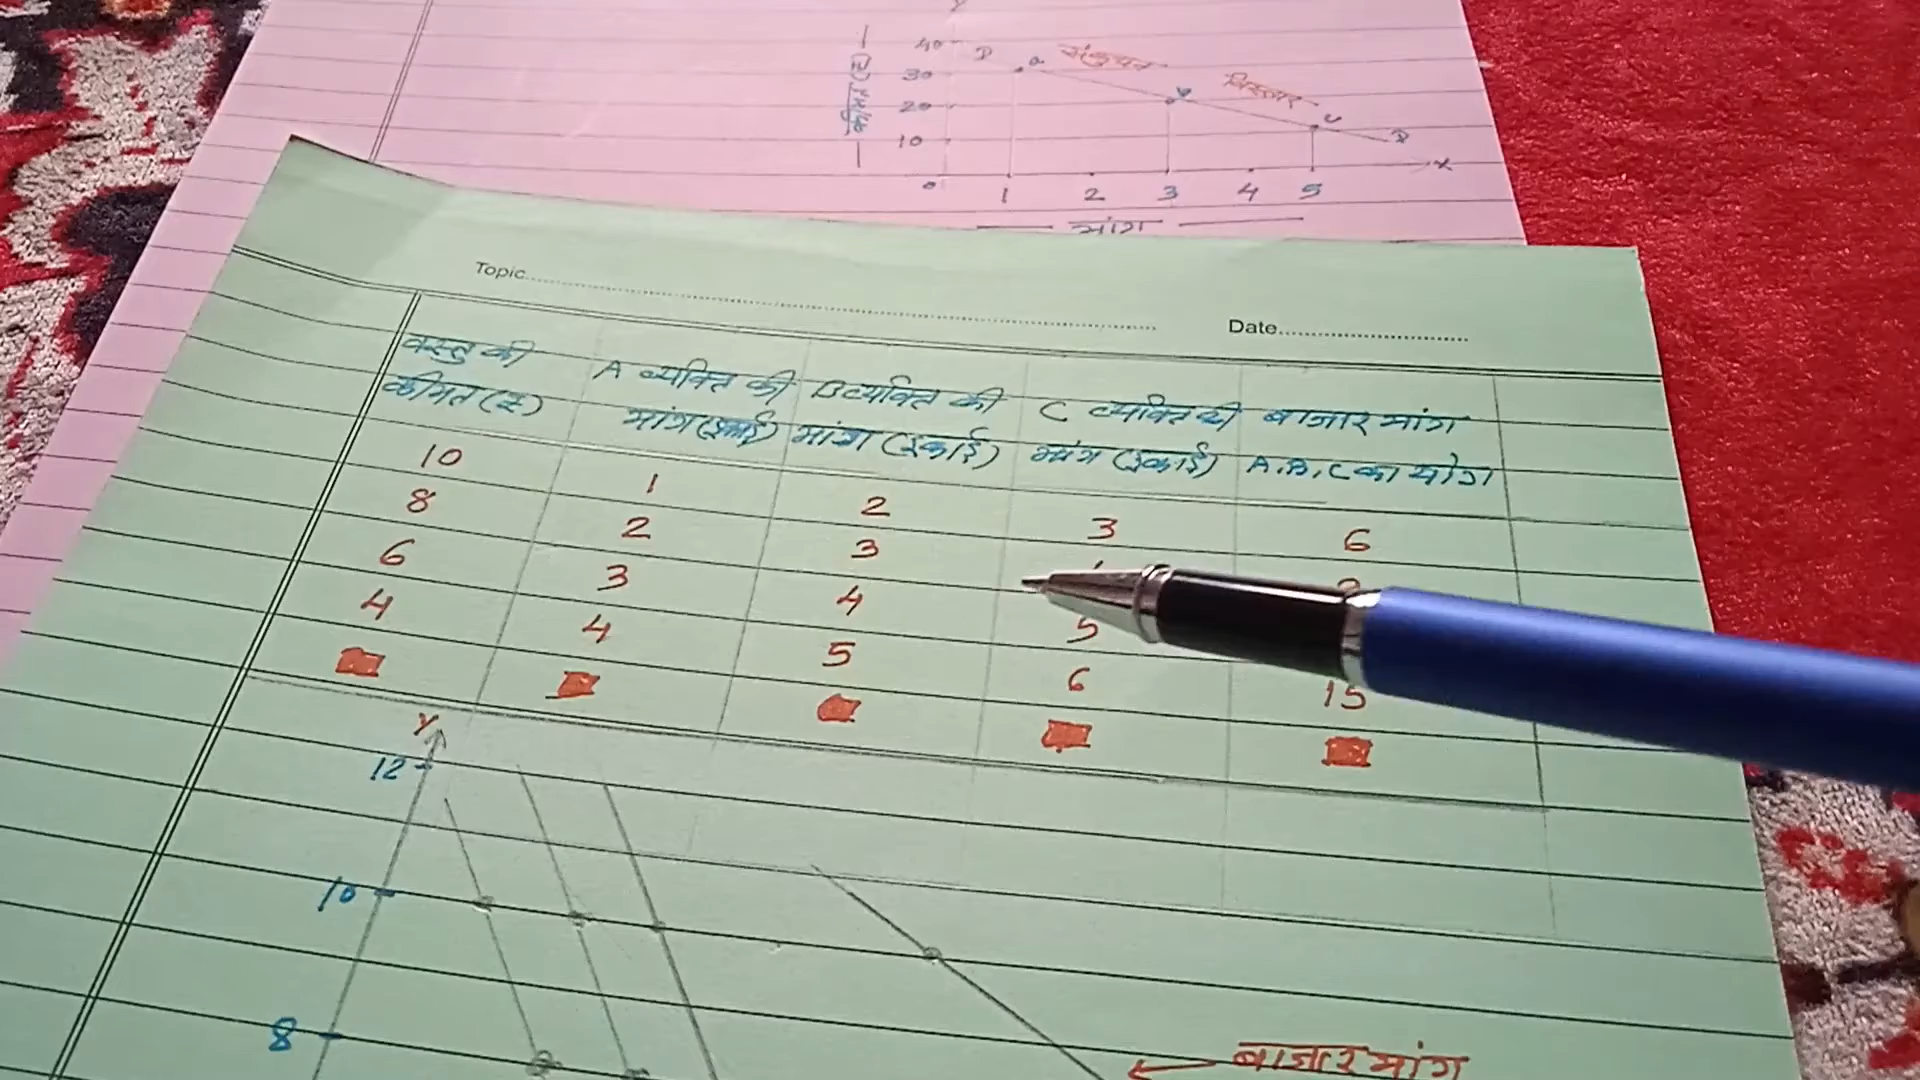 40
D a संकुचन
कीमत (₹)
30
विस्तार
20
10
0
1 2 3 4 5
x
मांग
Topic
Date
वस्तु की A व्यक्ति की B व्यक्ति की C व्यक्ति की बाजार मांग
कीमत (₹) मांग (इकाई) मांग (इकाई) मांग (इकाई) A.B.C का योग
10 1 2 3 6
8 2 3
6 3 4 5
4 4 5 6 15
Y
12
10
8
बाजार मांग